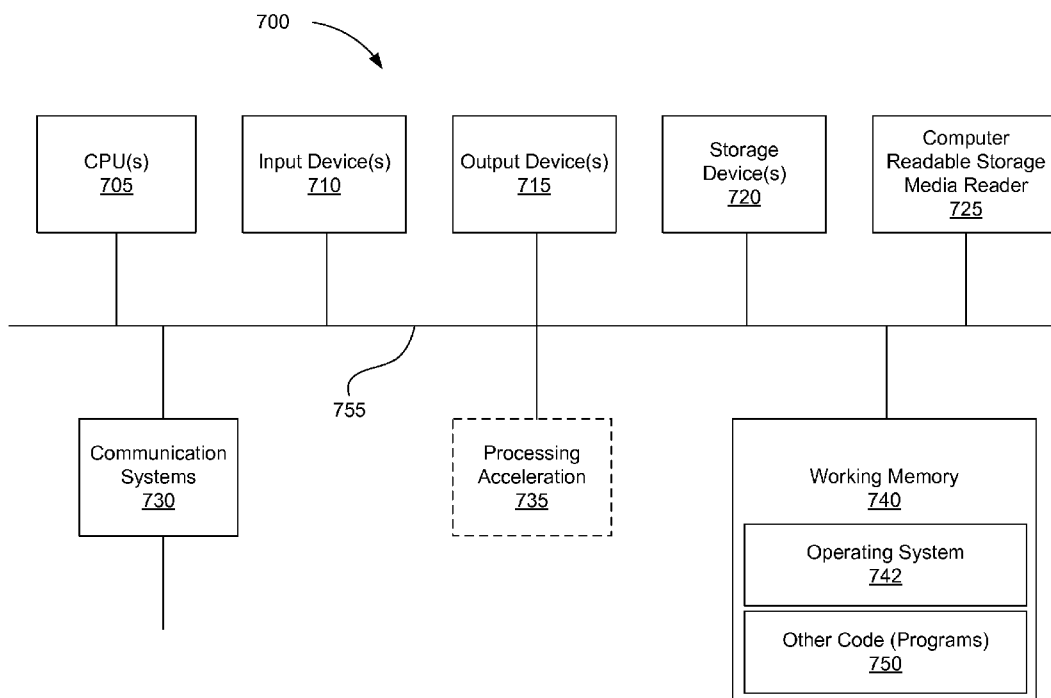 700
CPU(s)
705
Input Device(s)
710
Output Device(s)
715
Storage
Device(s)
720
Computer
Readable Storage
Media Reader
725
755
Communication
Systems
730
Processing
Acceleration
735
Working Memory
740
Operating System
742
Other Code (Programs)
750